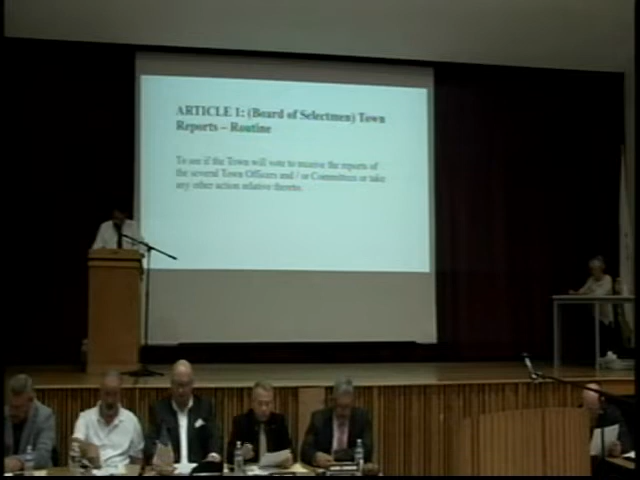 ARTICLE 1: (Board of Selectmen) Town
Reports – Routine
To see if the Town will vote to receive the reports of
the several Town Officers and / or Committees or take
any other action relative thereto.